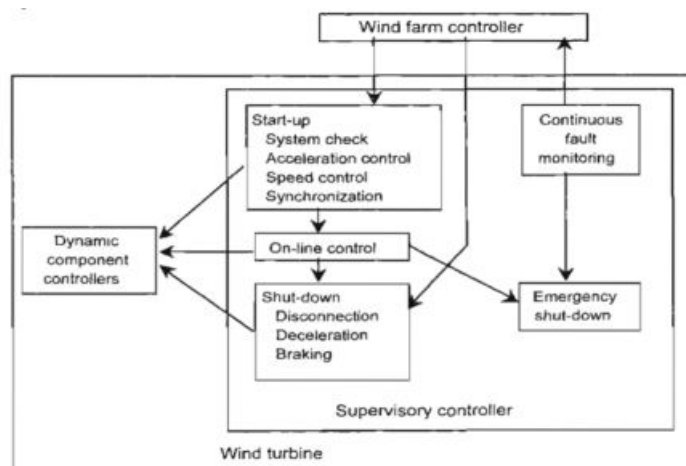 Wind farm controller
Start-up
System check
Acceleration control
Speed control
Synchronization
Continuous
fault
monitoring
Dynamic
component
controllers
On-line control
Shut-down
Disconnection
Deceleration
Braking
Emergency
shut-down
Supervisory controller
Wind turbine